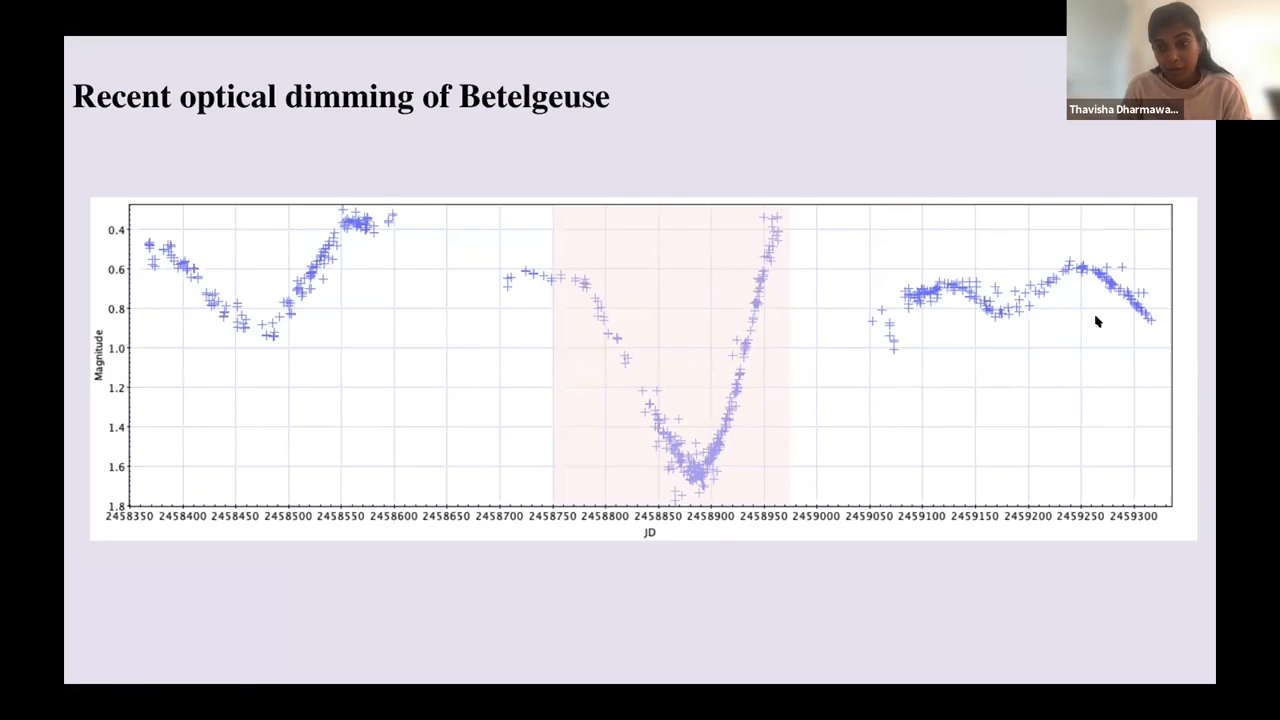 Thavisha Dharmawa...
Recent optical dimming of Betelgeuse
0.4
0.6
0.8
1.0
1.2
1.4
1.6
1.8
Magnitude
2458350 2458400 2458450 2458500 2458550 2458600 2458650 2458700 2458750 2458800 2458850 2458900 2458950 2459000 2459050 2459100 2459150 2459200 2459250 2459300
JD